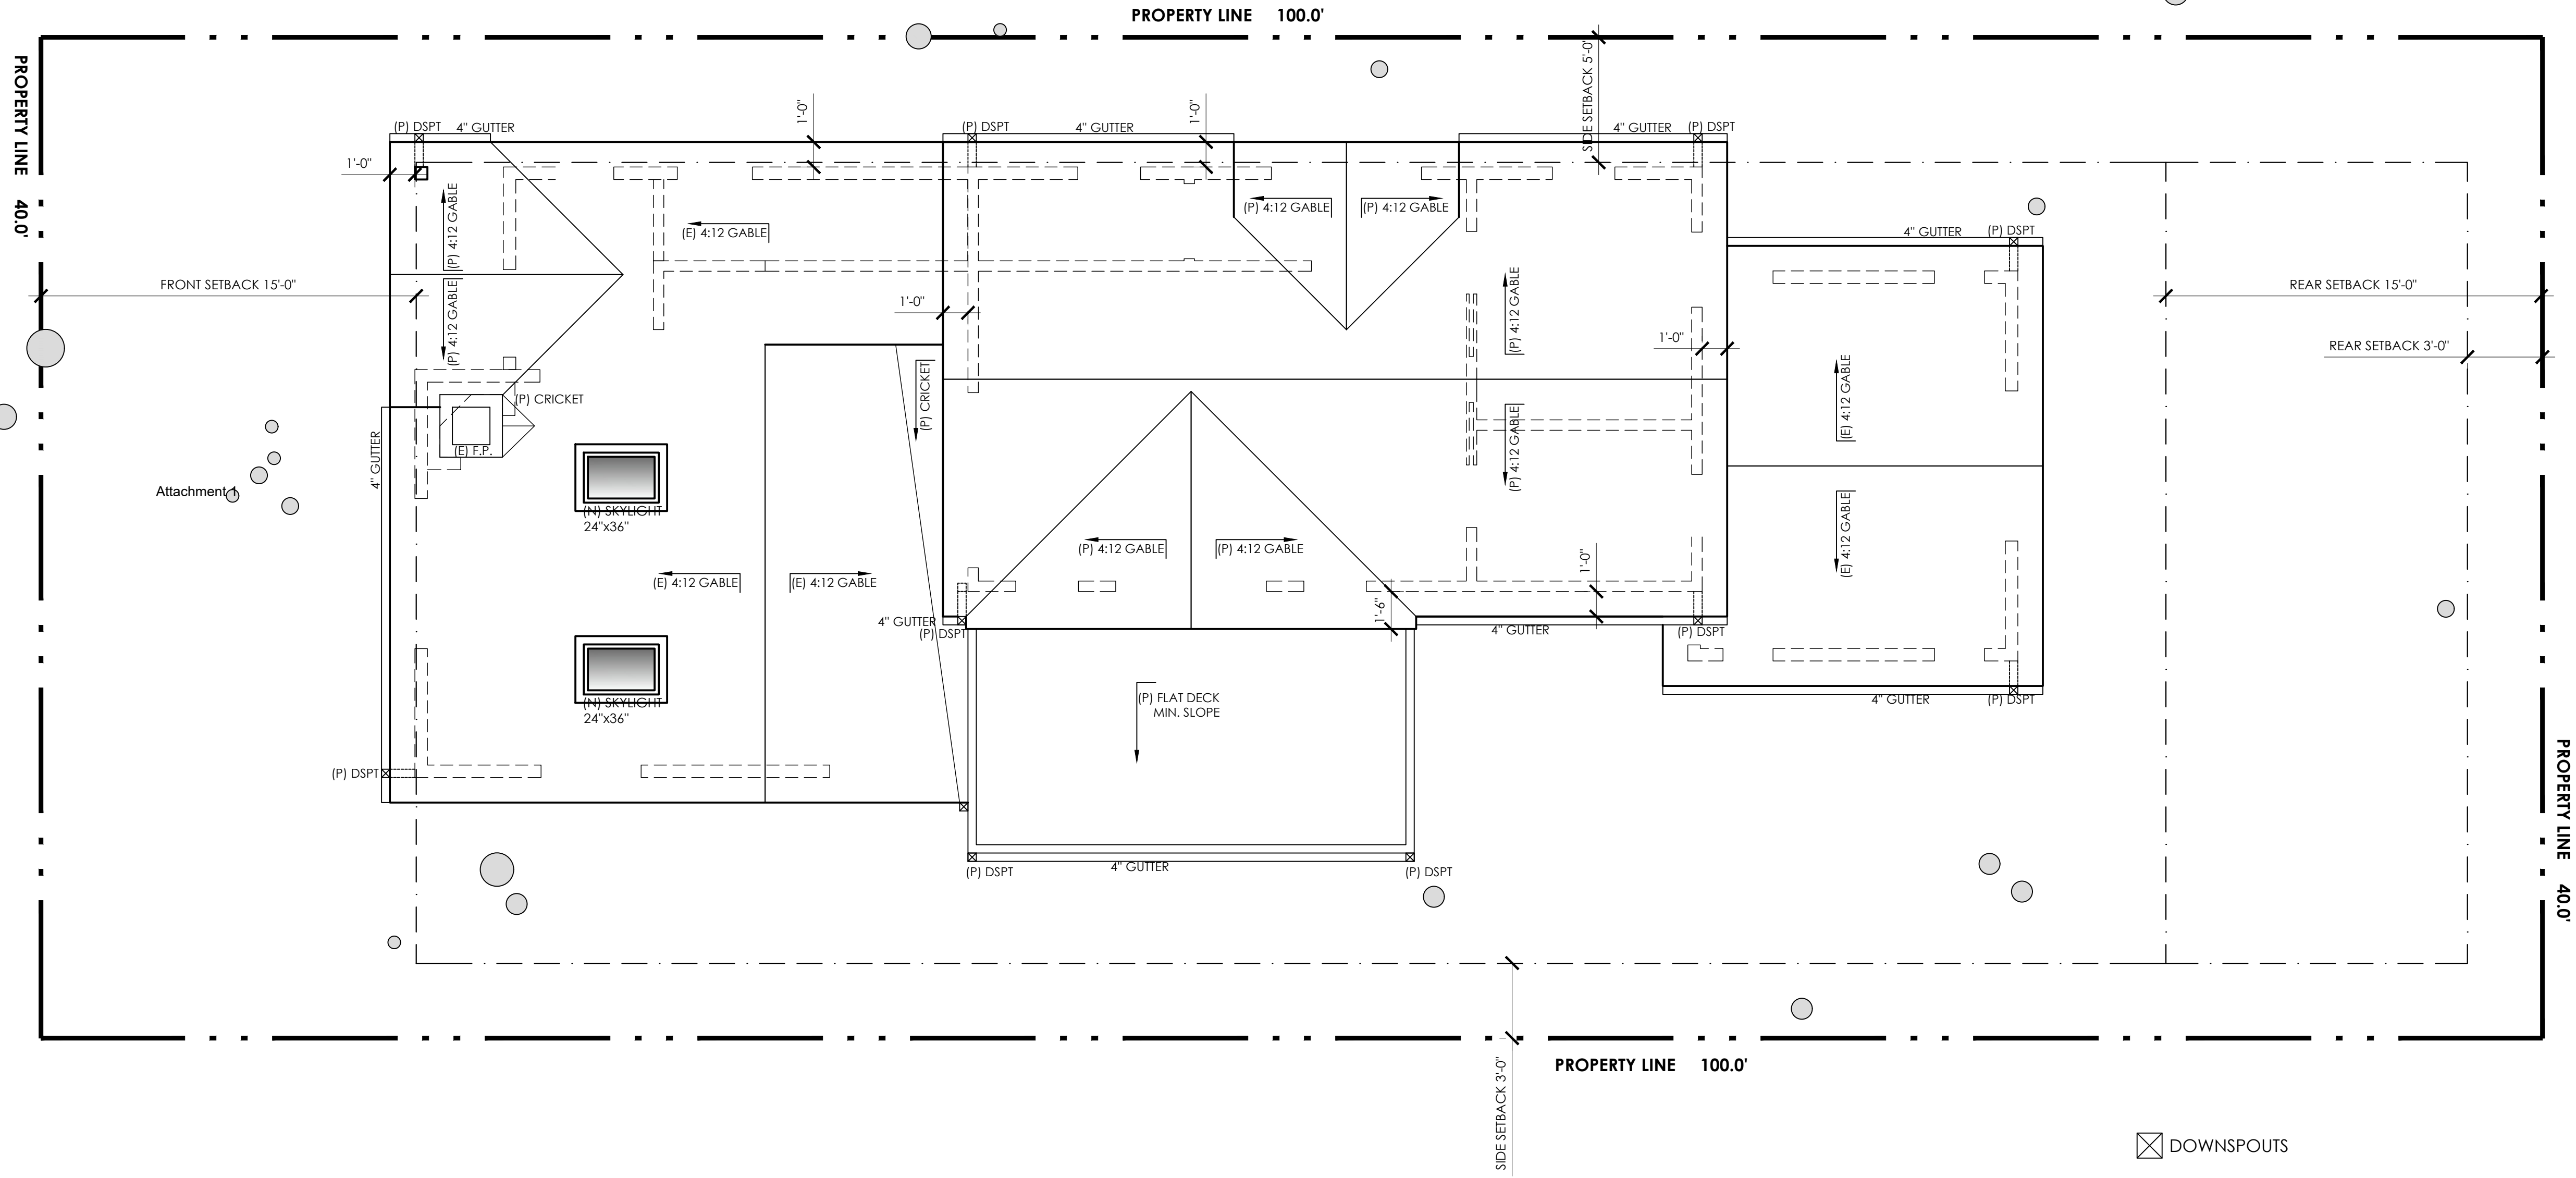 PROPERTY LINE 100.0'
PROPERTY LINE 40.0'
SIDE SETBACK 5'-0"
1'-0"
1'-0"
(P) DSPT
4" GUTTER
(P) DSPT
4" GUTTER
4" GUTTER
(P) DSPT
1'-0"
(P) 4:12 GABLE
(E) 4:12 GABLE
(P) 4:12 GABLE
(P) 4:12 GABLE
4" GUTTER
(P) DSPT
FRONT SETBACK 15'-0"
(P) 4:12 GABLE
1'-0"
(P) 4:12 GABLE
REAR SETBACK 15'-0"
1'-0"
REAR SETBACK 3'-0"
(P) CRICKET
(P) CRICKET
(E) 4:12 GABLE
4" GUTTER
(E) F.P.
(P) 4:12 GABLE
Attachment 1
(N) SKYLIGHT
24"x36"
(P) 4:12 GABLE
(P) 4:12 GABLE
(E) 4:12 GABLE
1'-0"
(E) 4:12 GABLE
(E) 4:12 GABLE
1'-6"
4" GUTTER
(P) DSPT
4" GUTTER
(P) DSPT
(N) SKYLIGHT
24"x36"
(P) FLAT DECK
MIN. SLOPE
4" GUTTER
(P) DSPT
(P) DSPT
PROPERTY LINE 40.0'
(P) DSPT
4" GUTTER
(P) DSPT
PROPERTY LINE 100.0'
SIDE SETBACK 3'-0"
DOWNSPOUTS